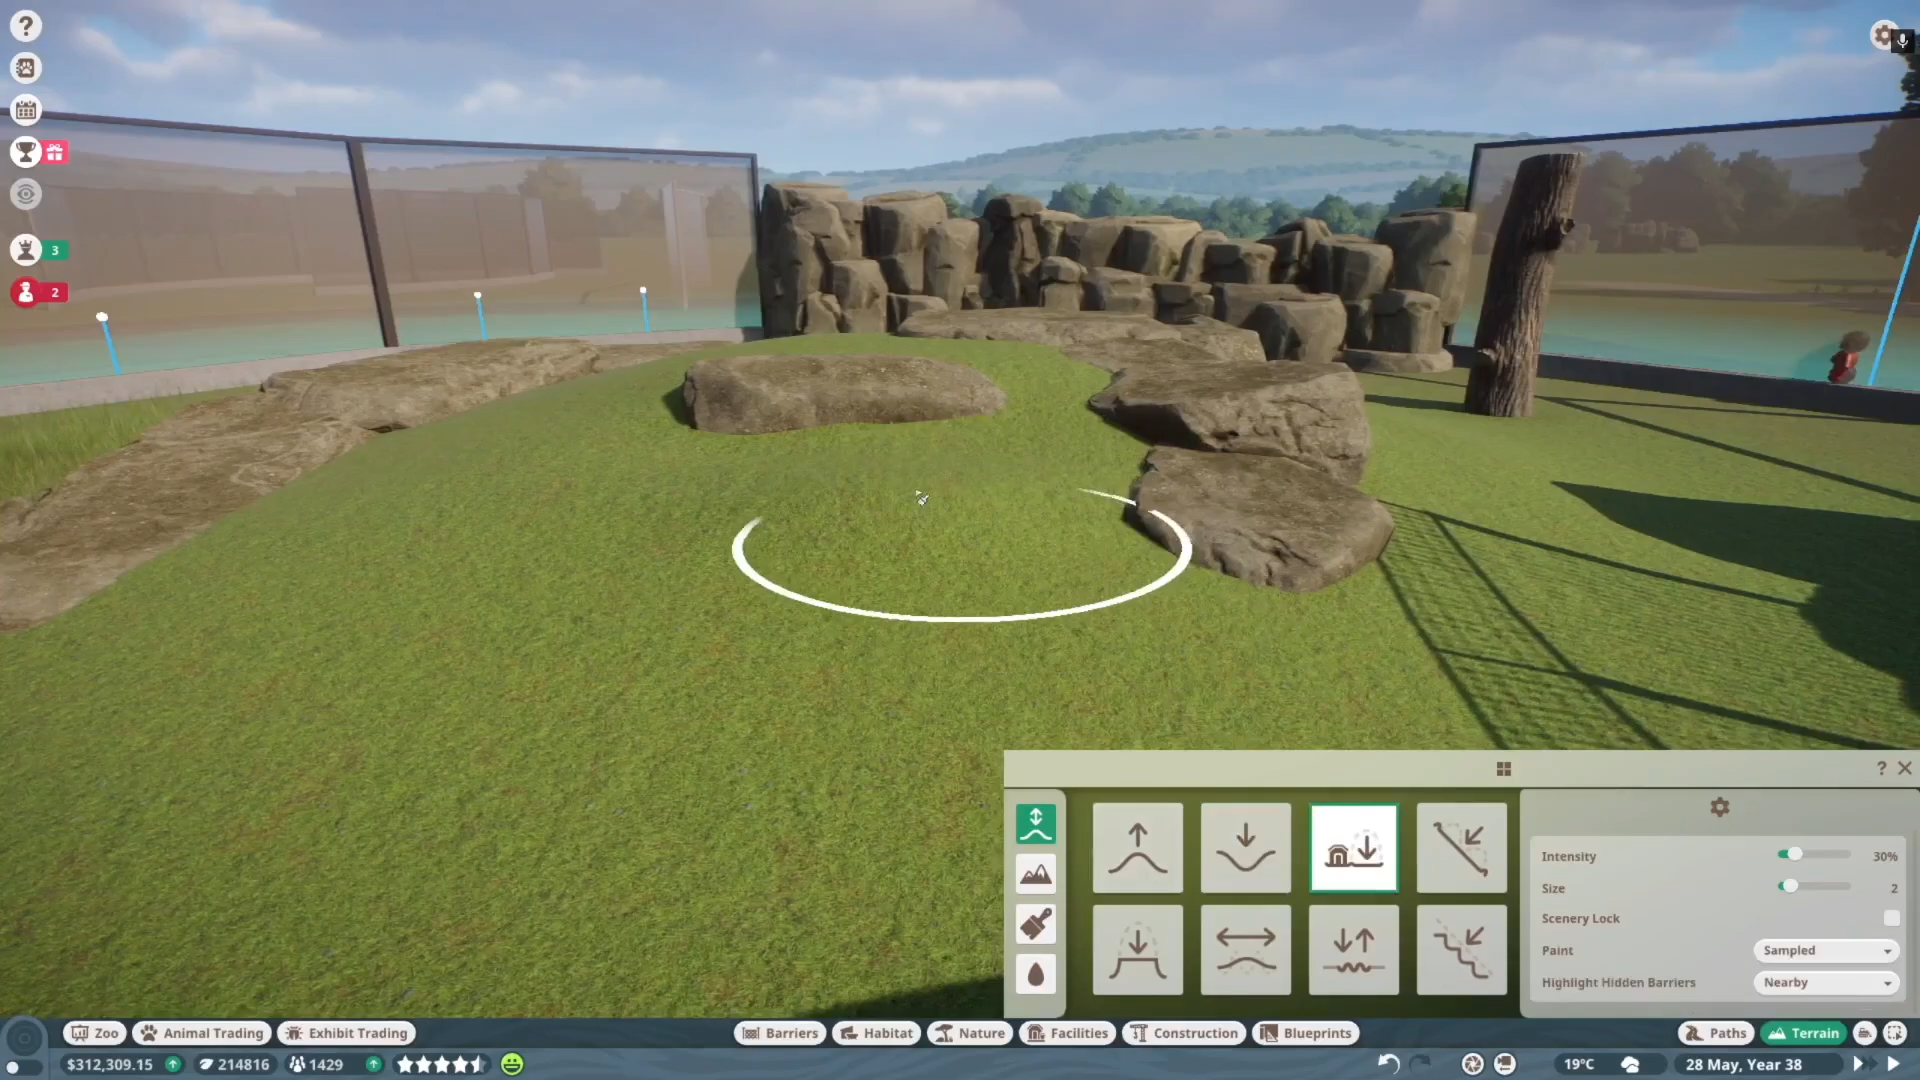 ?
3
2
?
Intensity 30%
Size 2
Scenery Lock
Paint Sampled
Highlight Hidden Barriers Nearby
Zoo Animal Trading Exhibit Trading Barriers Habitat Nature Facilities Construction Blueprints Paths Terrain
$312,309.15 214816 1429 19°C 28 May, Year 38